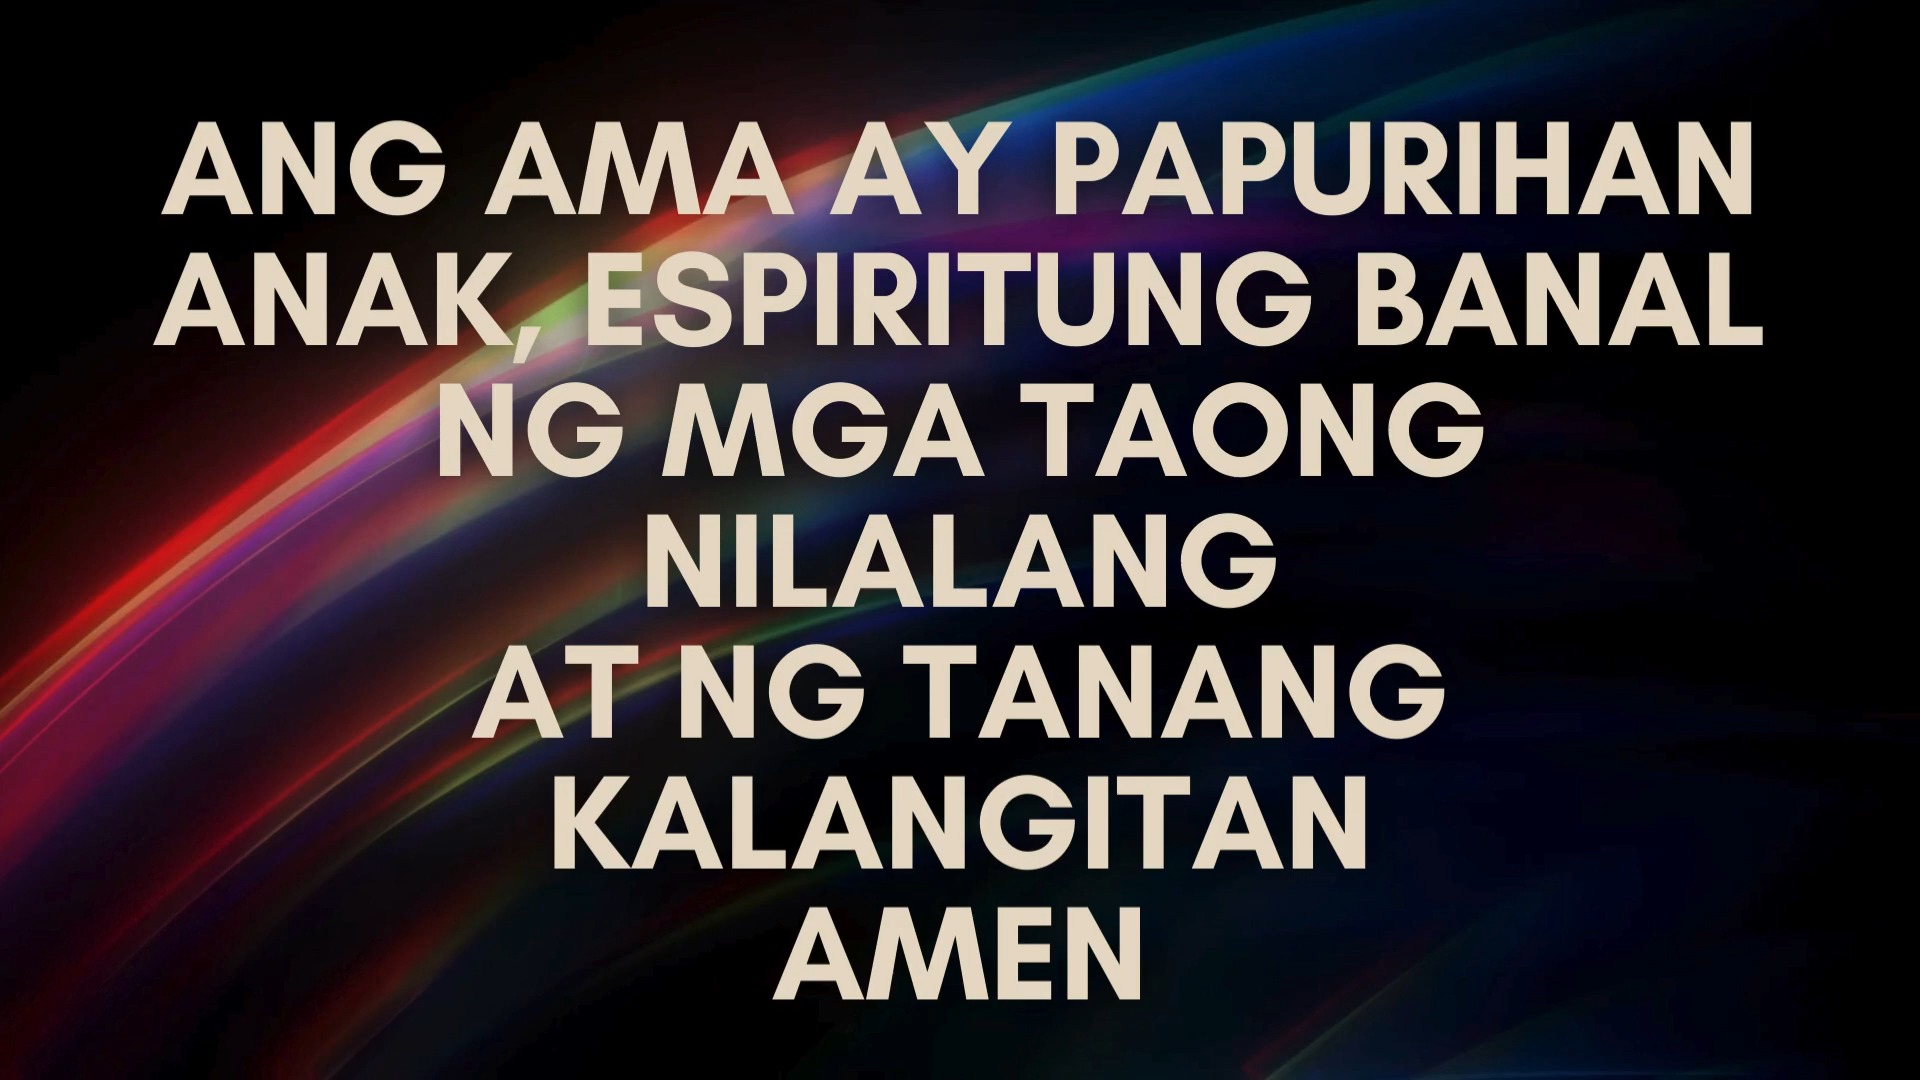 ANG AMA AY PAPURIHAN
ANAK, ESPIRITUNG BANAL
NG MGA TAONG
NILALANG
AT NG TANANG
KALANGITAN
AMEN